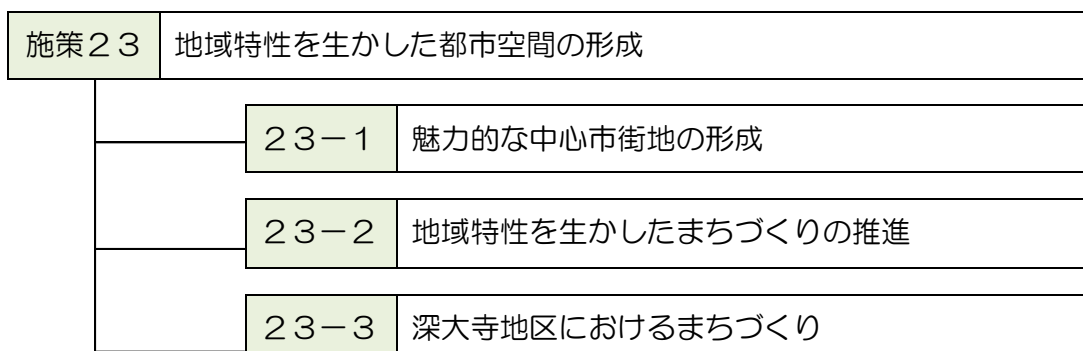 施策２３ 地域特性を生かした都市空間の形成
２３－１ 魅力的な中心市街地の形成
２３－２ 地域特性を生かしたまちづくりの推進
２３－３ 深大寺地区におけるまちづくり